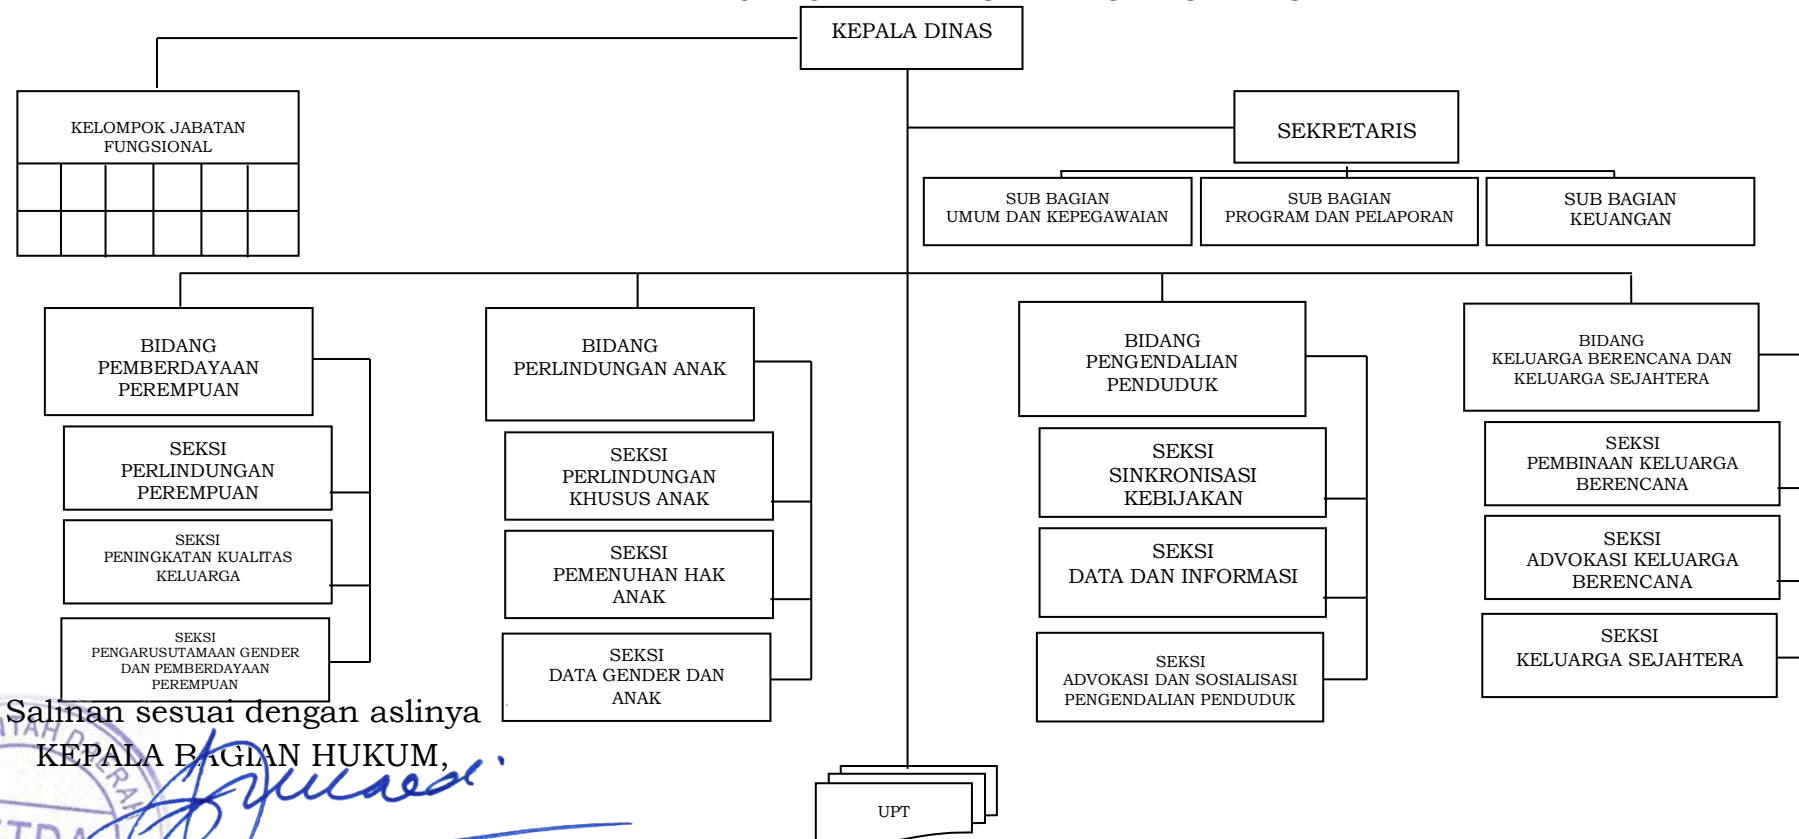 KEPALA DINAS
KELOMPOK JABATAN
FUNGSIONAL
SEKRETARIS
SUB BAGIAN
UMUM DAN KEPEGAWAIAN
SUB BAGIAN
PROGRAM DAN PELAPORAN
SUB BAGIAN
KEUANGAN
BIDANG
PEMBERDAYAAN
PEREMPUAN
SEKSI
PERLINDUNGAN
PEREMPUAN
SEKSI
PENINGKATAN KUALITAS
KELUARGA
SEKSI
PENGARUSUTAMAAN GENDER
DAN PEMBERDAYAAN
PEREMPUAN
BIDANG
PERLINDUNGAN ANAK
SEKSI
PERLINDUNGAN
KHUSUS ANAK
SEKSI
PEMENUHAN HAK
ANAK
SEKSI
DATA GENDER DAN
ANAK
BIDANG
PENGENDALIAN
PENDUDUK
SEKSI
SINKRONISASI
KEBIJAKAN
SEKSI
DATA DAN INFORMASI
SEKSI
ADVOKASI DAN SOSIALISASI
PENGENDALIAN PENDUDUK
BIDANG
KELUARGA BERENCANA DAN
KELUARGA SEJAHTERA
SEKSI
PEMBINAAN KELUARGA
BERENCANA
SEKSI
ADVOKASI KELUARGA
BERENCANA
SEKSI
KELUARGA SEJAHTERA
Salinan sesuai dengan aslinya
KEPALA BAGIAN HUKUM,
DAERAH
UPT